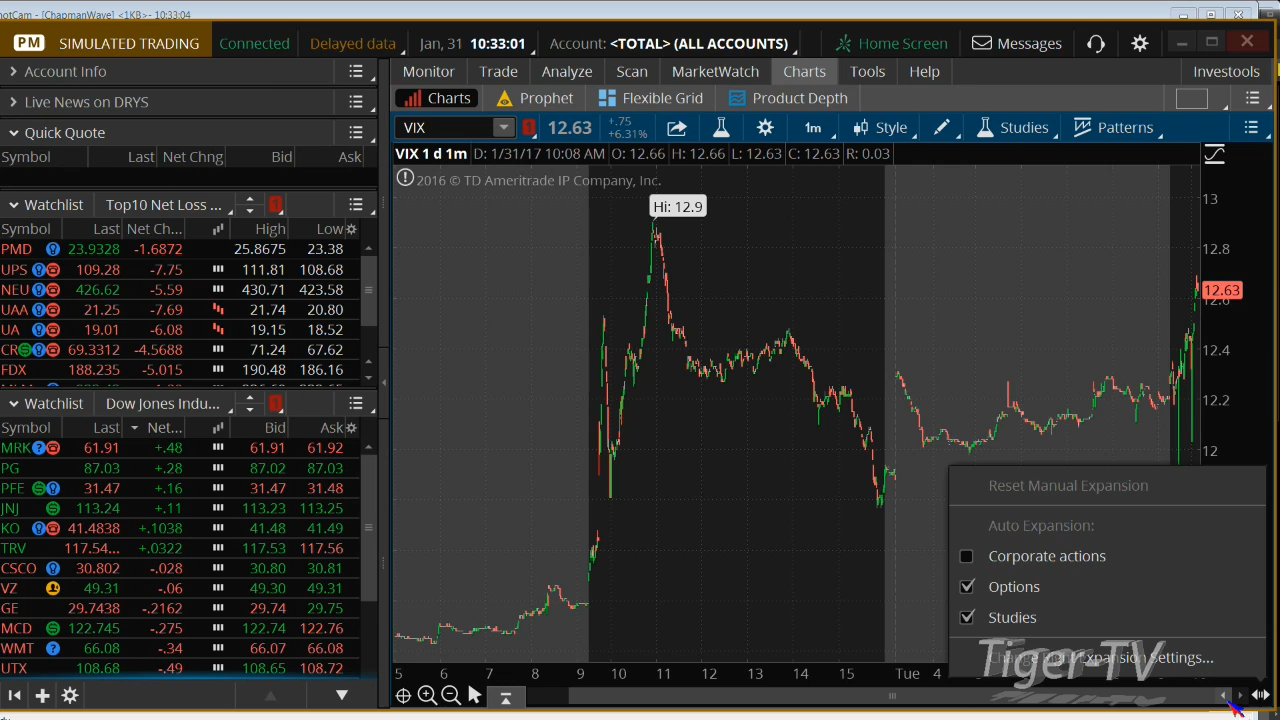 hotCam - [ChapmanWave] <1KB> - 10:33:04
PM SIMULATED TRADING Connected Delayed data Jan, 31 10:33:01 Account: <TOTAL> (ALL ACCOUNTS) Home Screen Messages
Account Info
Live News on DRYS
Quick Quote
Symbol Last Net Chng Bid Ask
Watchlist Top10 Net Loss ... 1
Symbol Last Net Ch... High Low
PMD 23.9328 -1.6872 25.8675 23.38
UPS 109.28 -7.75 111.81 108.68
NEU 426.62 -5.59 430.71 423.58
UAA 21.25 -7.69 21.74 20.80
UA 19.01 -6.08 19.15 18.52
CR 69.3312 -4.5688 71.24 67.62
FDX 188.235 -5.015 190.48 186.16
Watchlist Dow Jones Indu... 1
Symbol Last Net... Bid Ask
MRK 61.91 +.48 61.91 61.92
PG 87.03 +.28 87.02 87.03
PFE 31.47 +.16 31.47 31.48
JNJ 113.24 +.11 113.23 113.25
KO 41.4838 +.1038 41.48 41.49
TRV 117.54... +.0322 117.53 117.56
CSCO 30.802 -.028 30.80 30.81
VZ 49.31 -.06 49.30 49.31
GE 29.7438 -.2162 29.74 29.75
MCD 122.745 -.275 122.74 122.76
WMT 66.08 -.34 66.07 66.08
UTX 108.68 -.49 108.65 108.72
Monitor Trade Analyze Scan MarketWatch Charts Tools Help Investools
Charts Prophet Flexible Grid Product Depth
VIX 1 12.63 +.75 +6.31% 1m Style Studies Patterns
VIX 1 d 1m D: 1/31/17 10:08 AM O: 12.66 H: 12.66 L: 12.63 C: 12.63 R: 0.03
2016 © TD Ameritrade IP Company, Inc.
Hi: 12.9
13
12.8
12.63
12.6
12.4
12.2
12
Reset Manual Expansion
Auto Expansion:
Corporate actions
Options
Studies
Expansion Settings...
Tiger TV
5 6 7 8 9 10 11 12 13 14 15 Tue 4